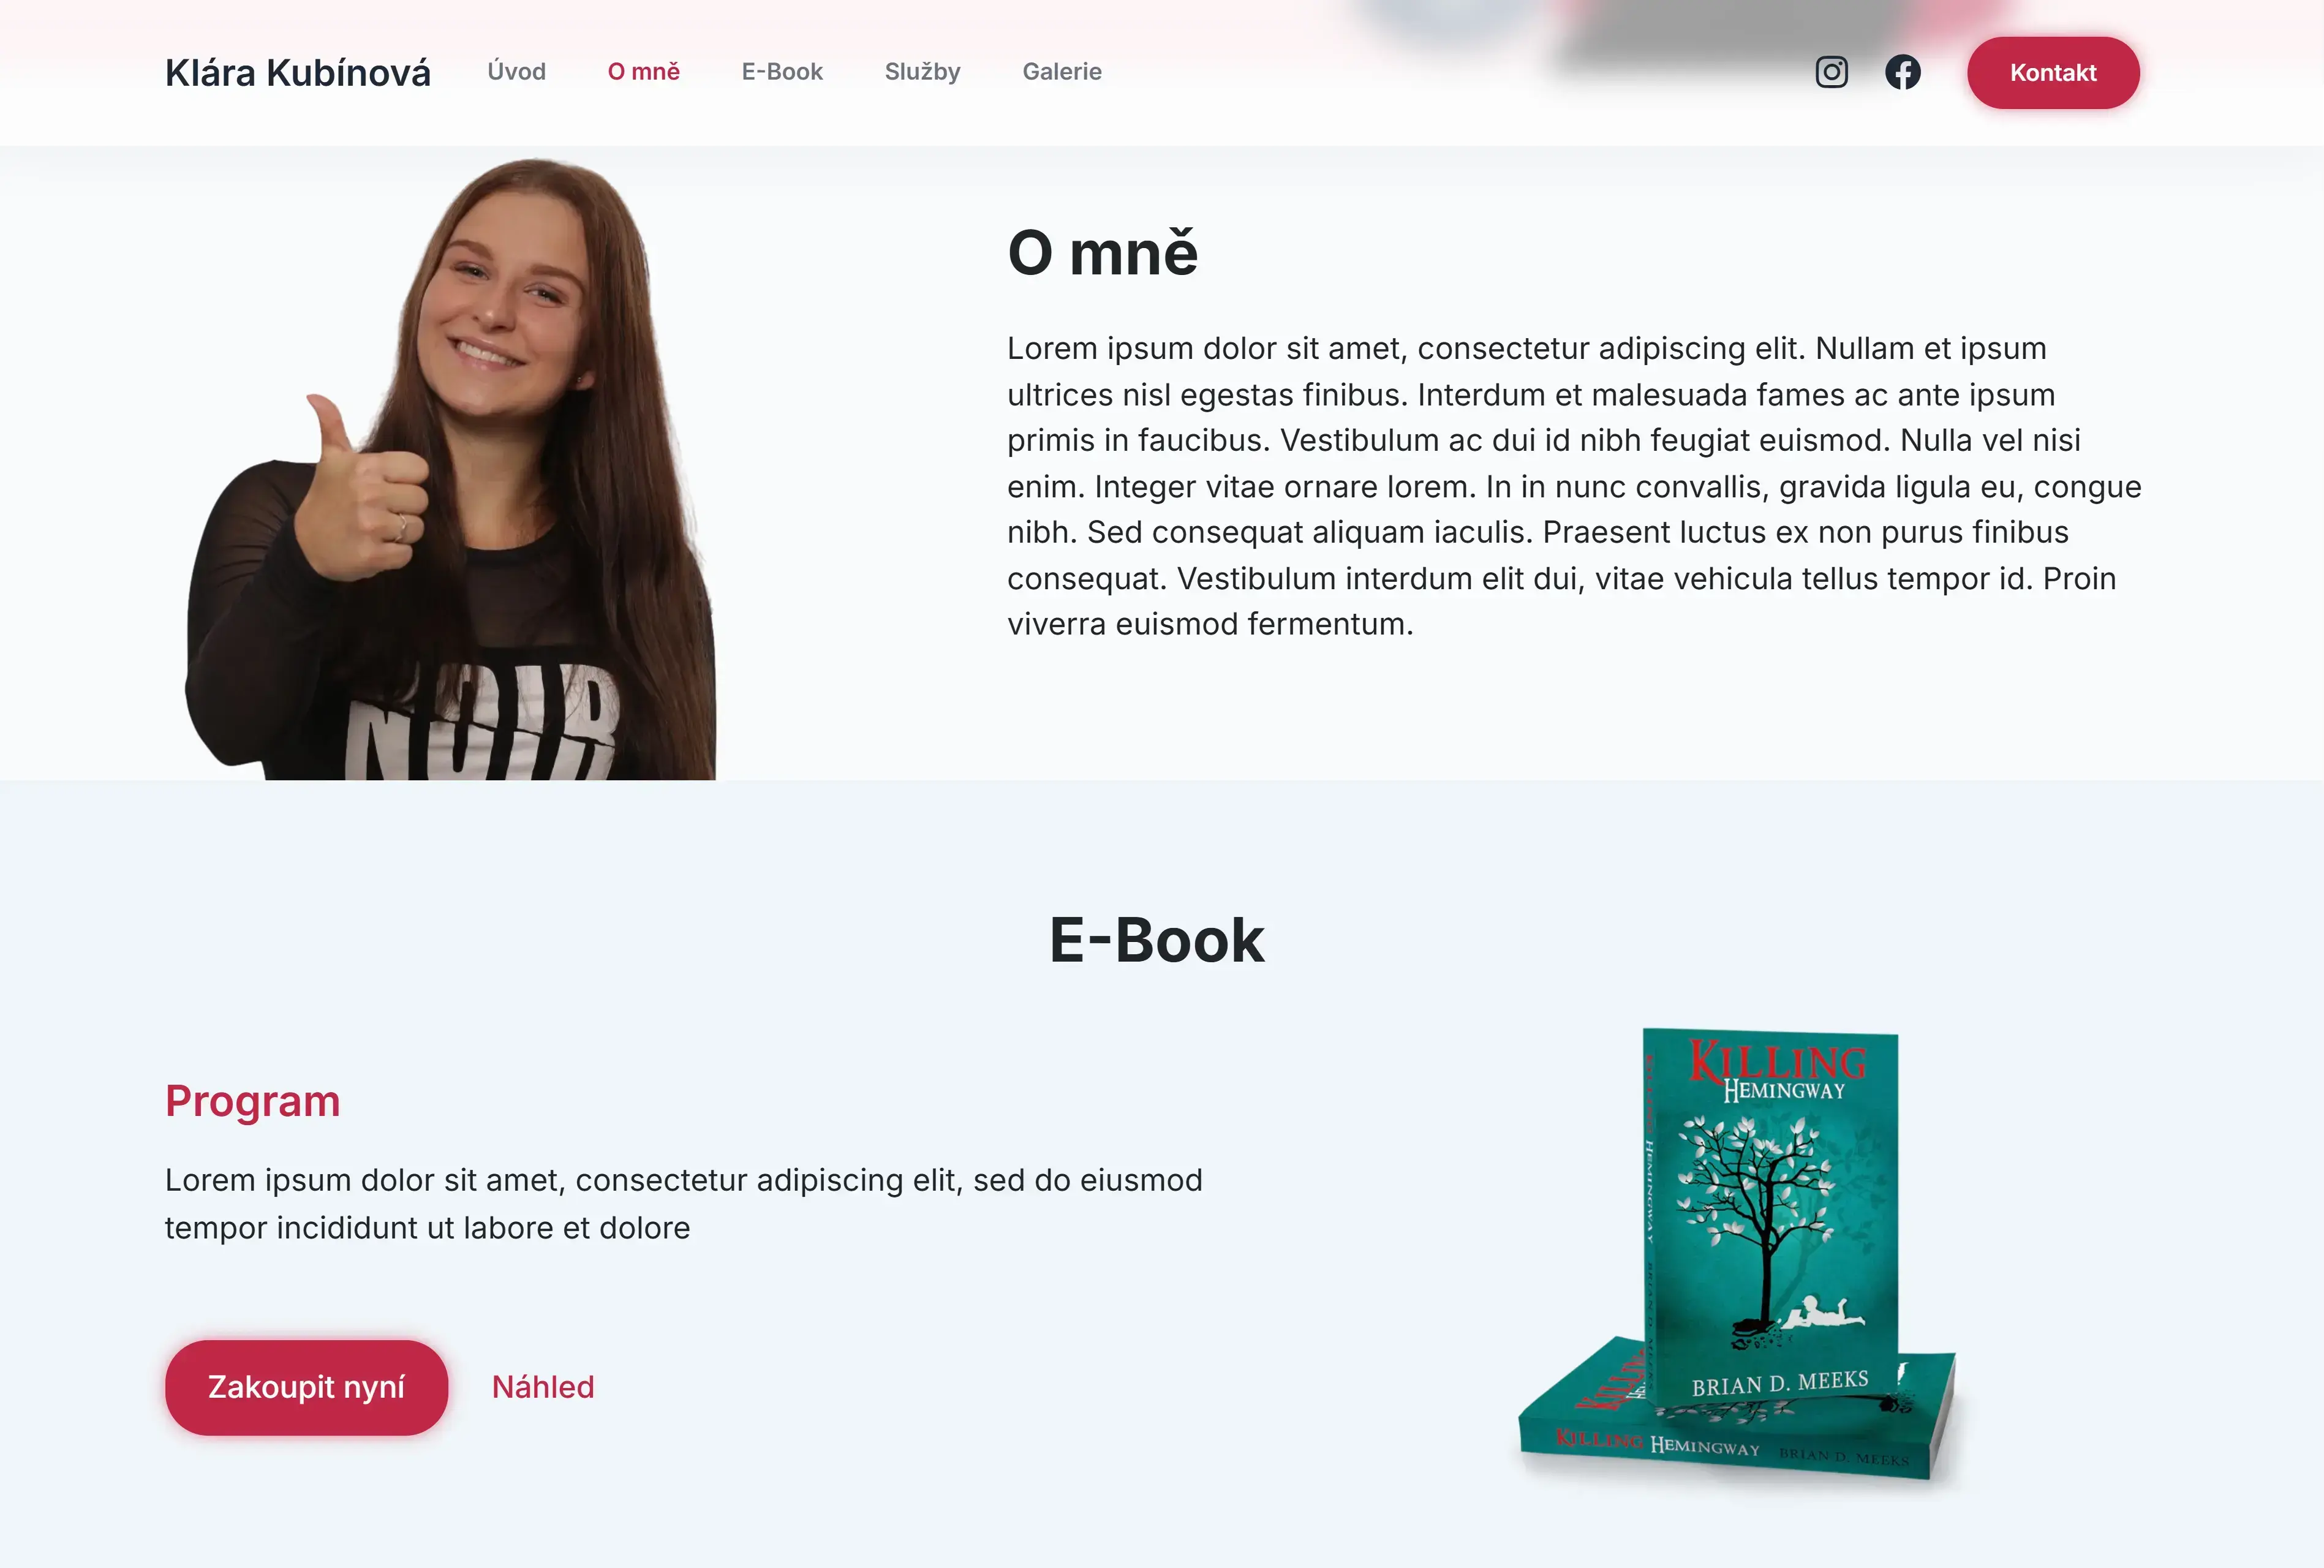 Klára Kubínová
Úvod
O mně
E-Book
Služby
Galerie
Kontakt
O mně
Lorem ipsum dolor sit amet, consectetur adipiscing elit. Nullam et ipsum
ultrices nisl egestas finibus. Interdum et malesuada fames ac ante ipsum
primis in faucibus. Vestibulum ac dui id nibh feugiat euismod. Nulla vel nisi
enim. Integer vitae ornare lorem. In in nunc convallis, gravida ligula eu, congue
nibh. Sed consequat aliquam iaculis. Praesent luctus ex non purus finibus
consequat. Vestibulum interdum elit dui, vitae vehicula tellus tempor id. Proin
viverra euismod fermentum.
NOIR
E-Book
Program
Lorem ipsum dolor sit amet, consectetur adipiscing elit, sed do eiusmod
tempor incididunt ut labore et dolore
Zakoupit nyní
Náhled
KILLING
HEMINGWAY
BRIAN D. MEEKS
KILLING HEMINGWAY BRIAN D. MEEKS